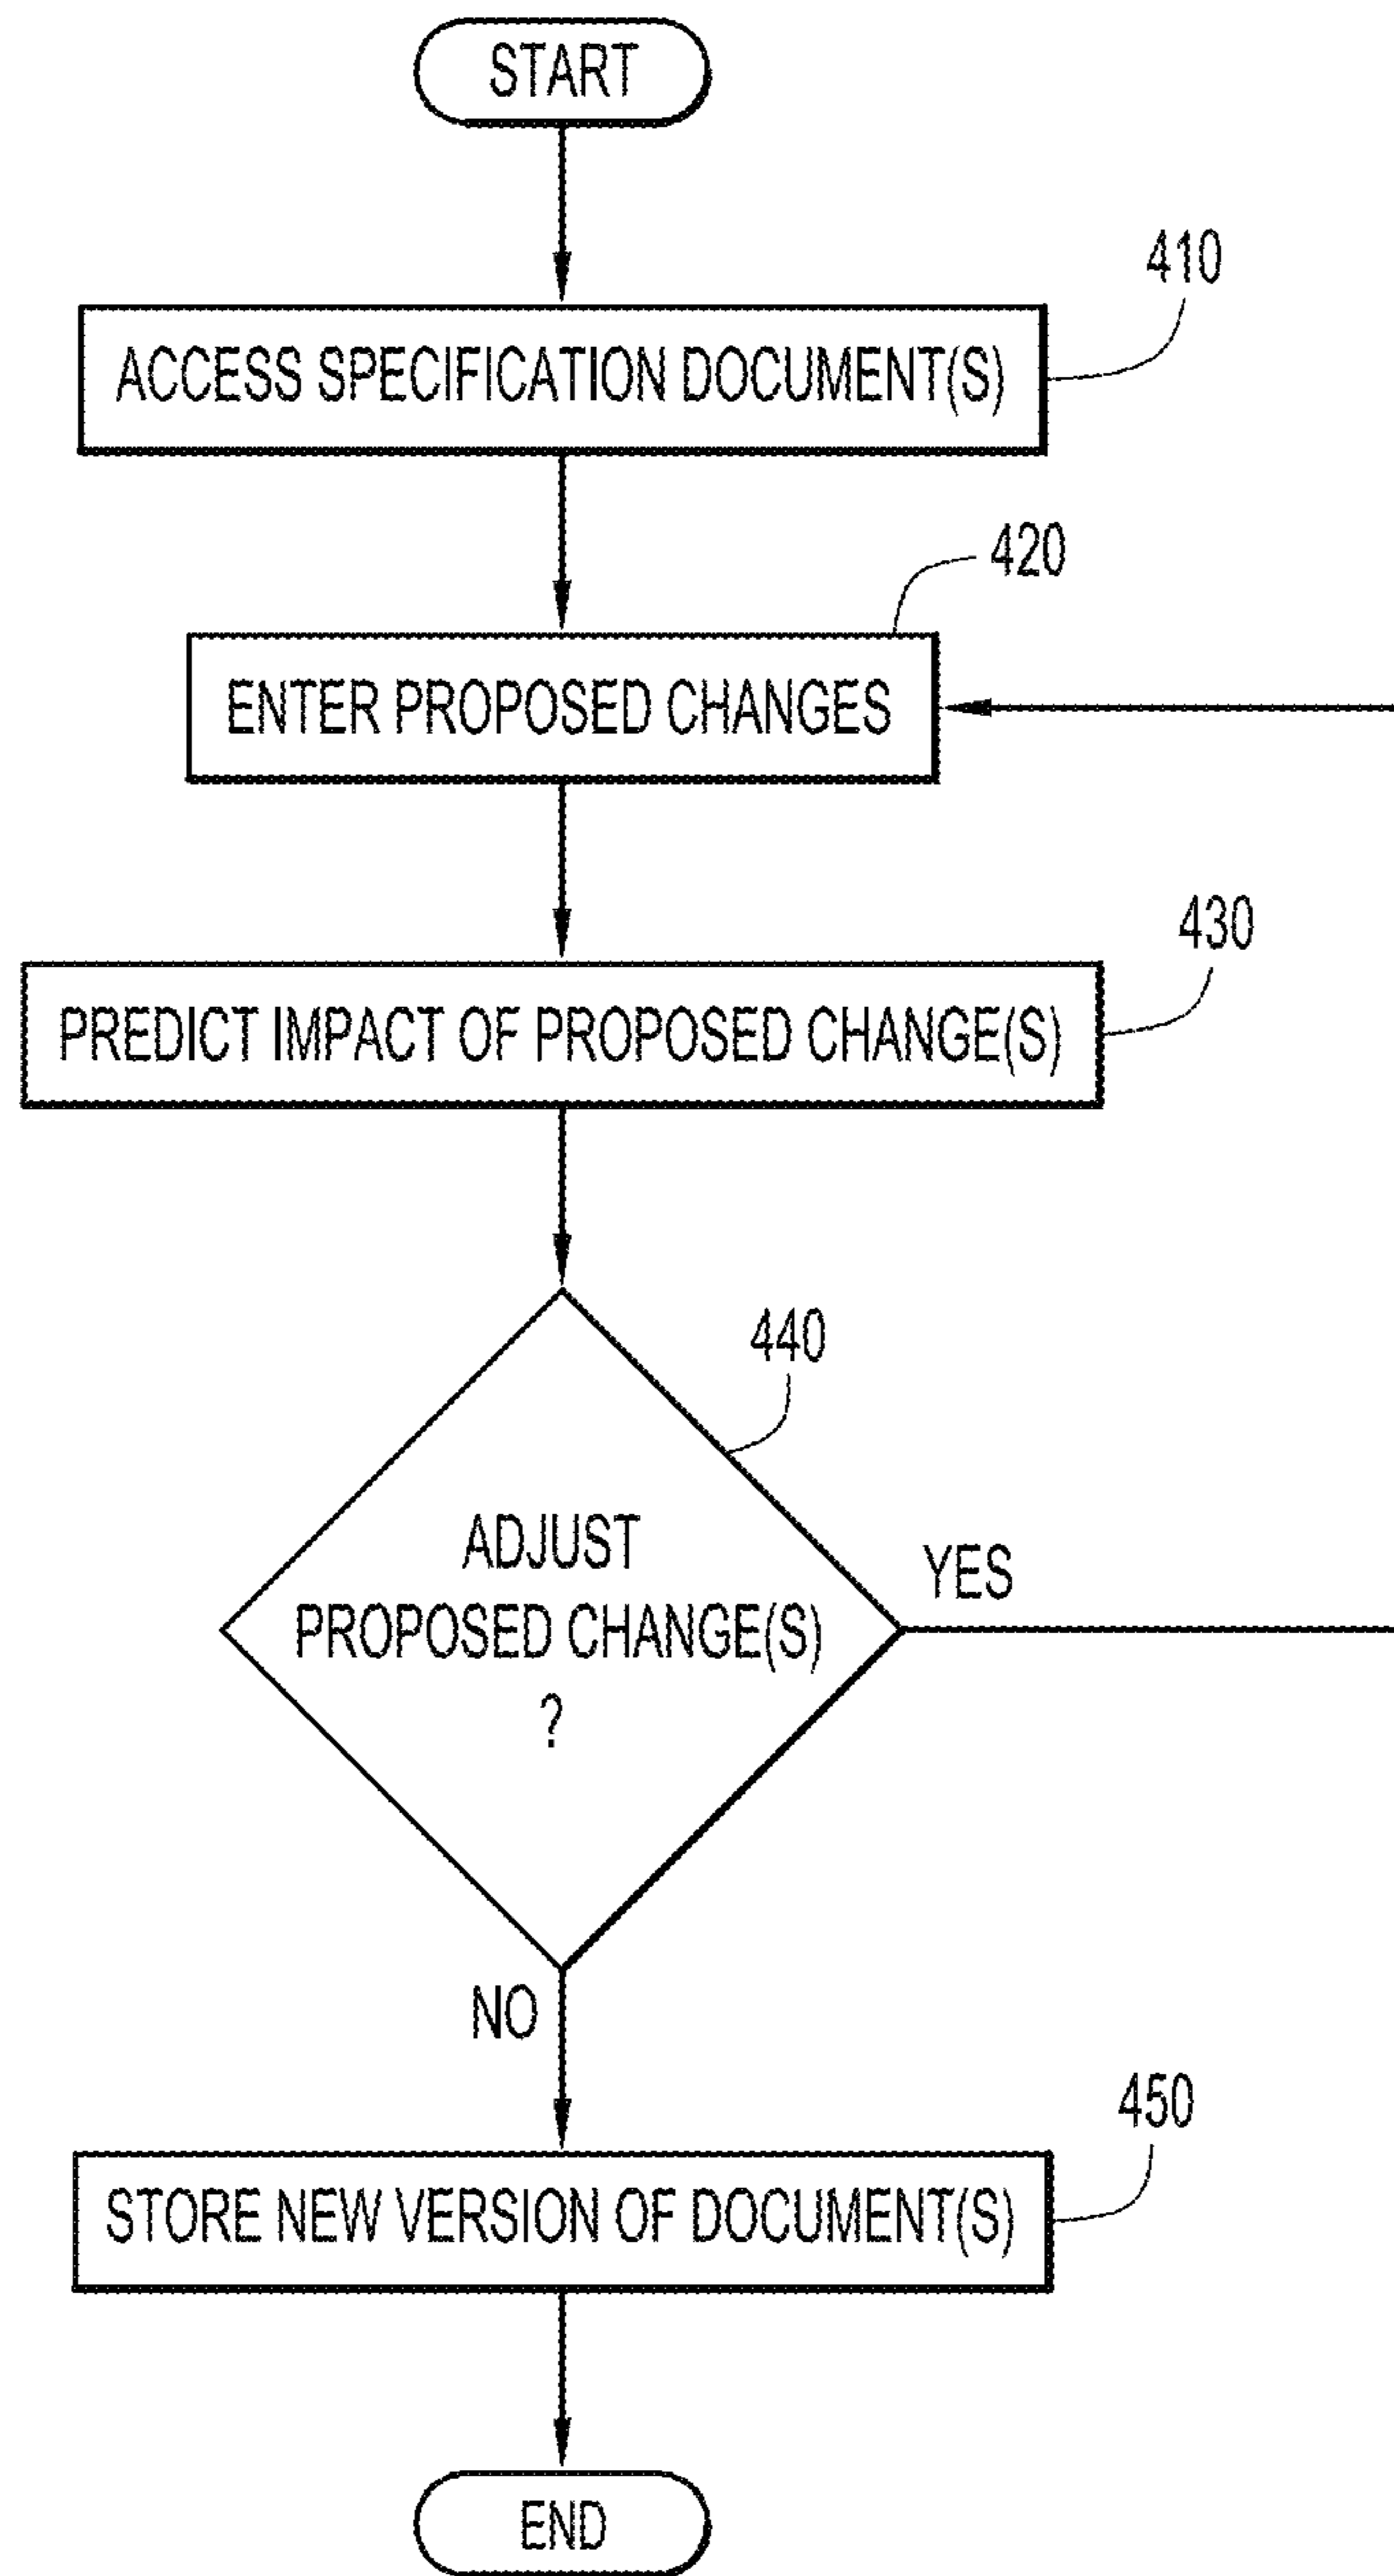 START
410
ACCESS SPECIFICATION DOCUMENT(S)
420
ENTER PROPOSED CHANGES
430
PREDICT IMPACT OF PROPOSED CHANGE(S)
440
ADJUST
PROPOSED CHANGE(S)
?
YES
NO
450
STORE NEW VERSION OF DOCUMENT(S)
END